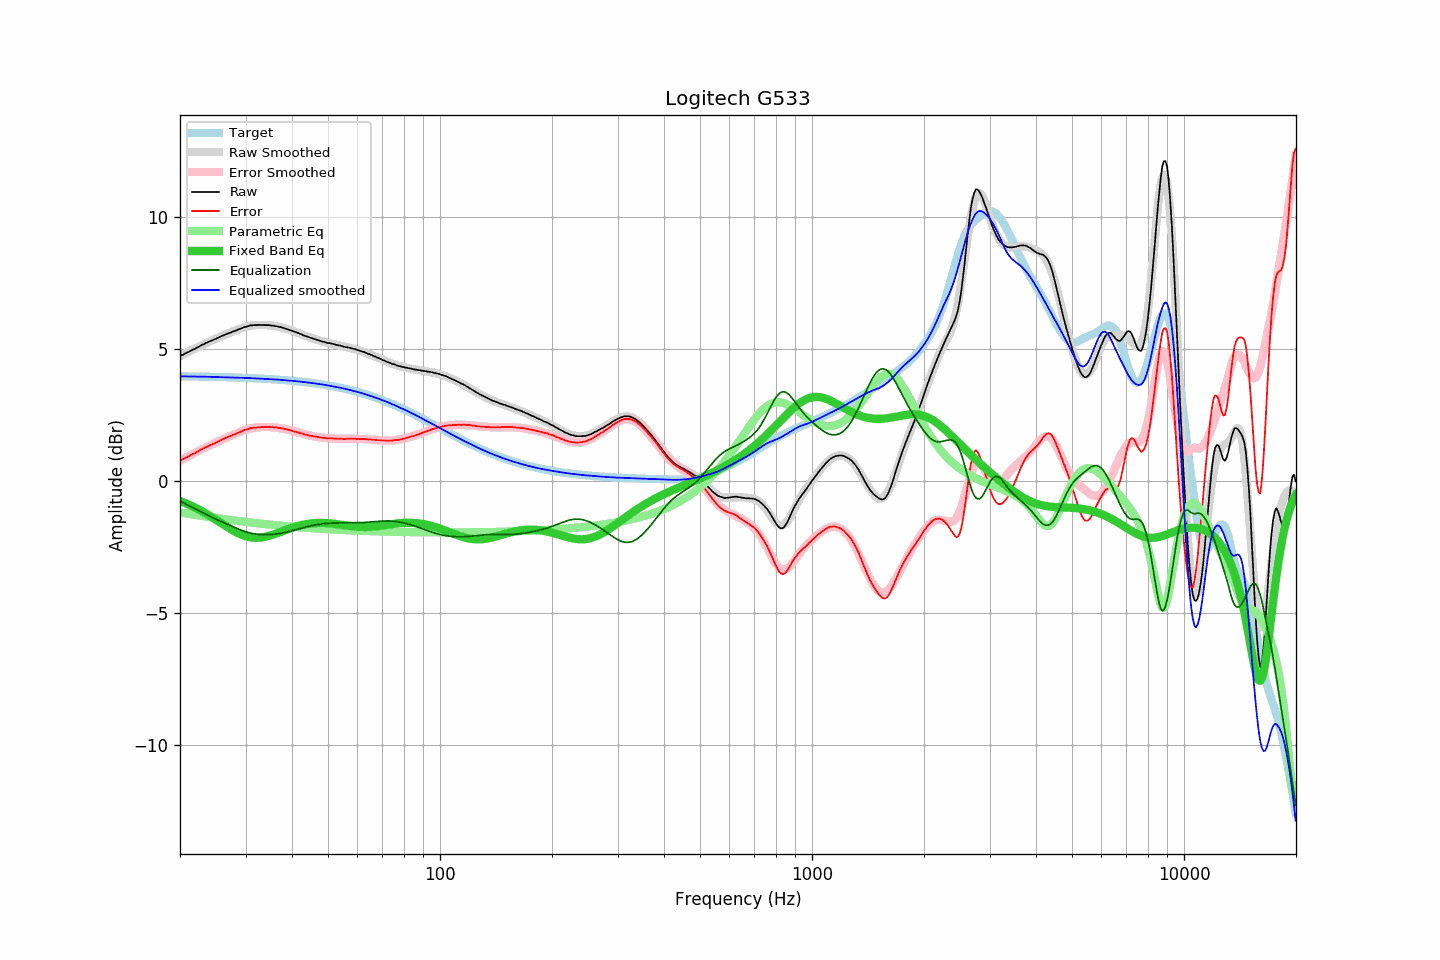 Logitech G533
Target
Raw Smoothed
Error Smoothed
Raw
Error
Parametric Eq
Fixed Band Eq
Equalization
Equalized smoothed
10
5
0
−5
−10
Amplitude (dBr)
100
1000
10000
Frequency (Hz)